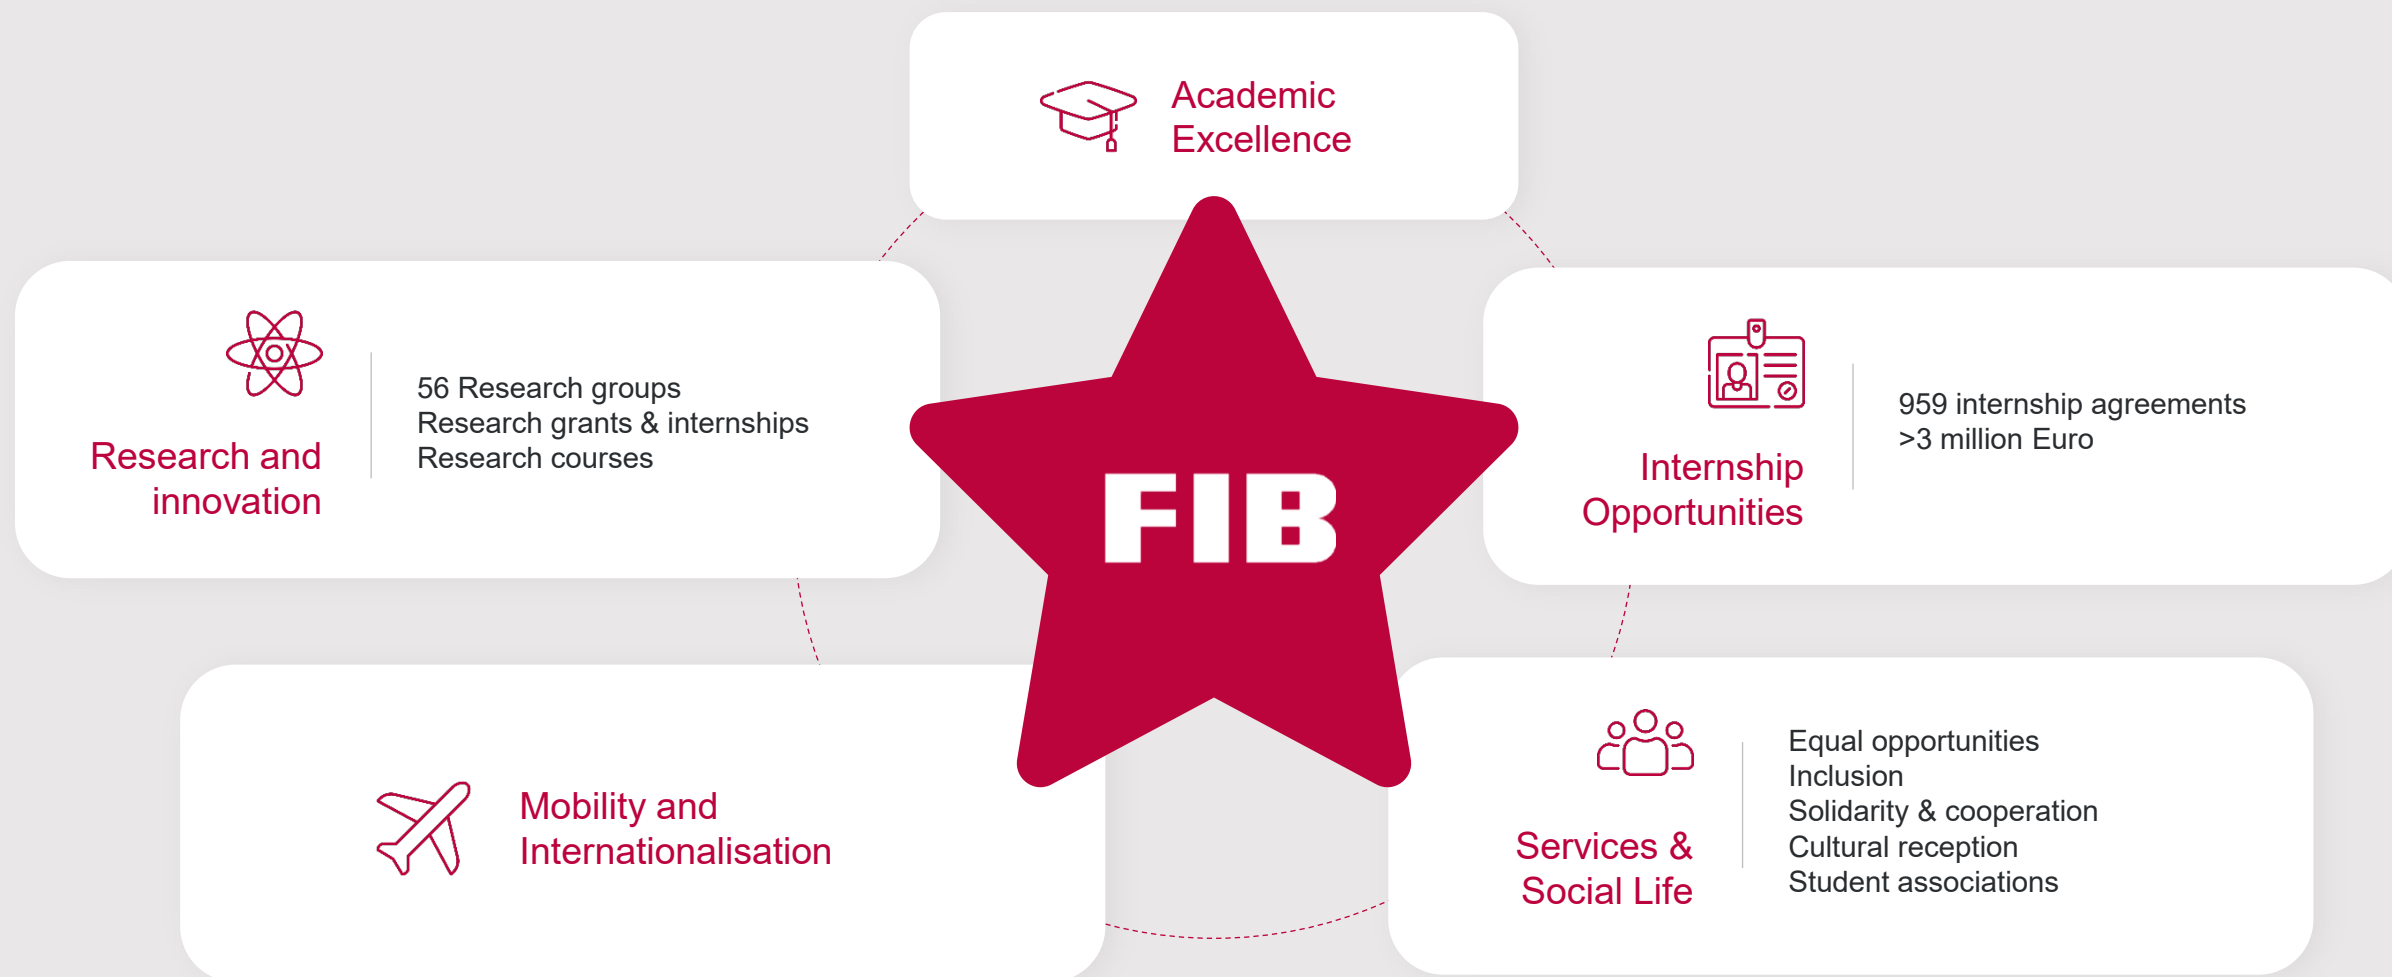 Academic
Excellence
Research and
innovation
56 Research groups
Research grants & internships
Research courses
FIB
Internship
Opportunities
959 internship agreements
>3 million Euro
Mobility and
Internationalisation
Services &
Social Life
Equal opportunities
Inclusion
Solidarity & cooperation
Cultural reception
Student associations